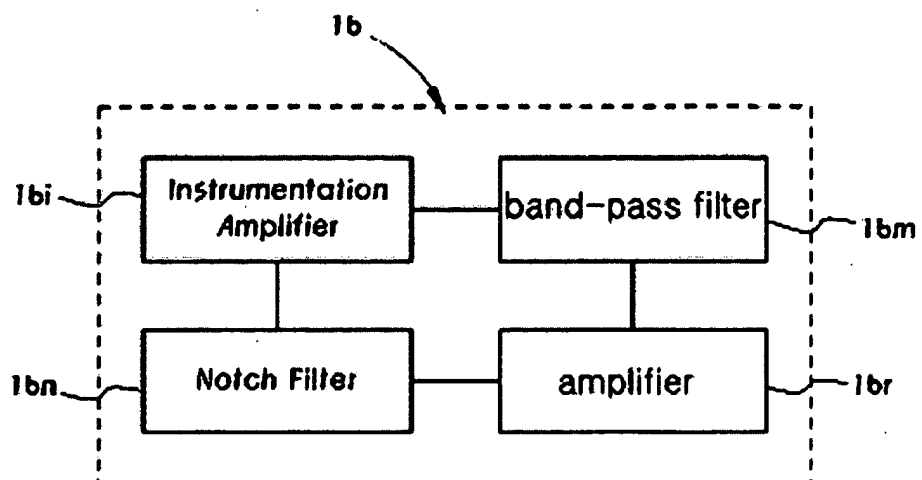 1b
1bi
Instrumentation
Amplifier
band-pass filter
1bm
1bn
Notch Filter
amplifier
1br